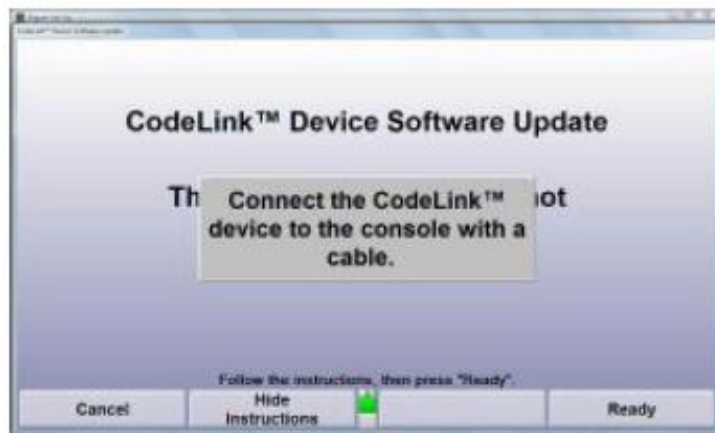 CodeLink™ Device Software Update
Th
ot
Connect the CodeLink™
device to the console with a
cable.
Follow the instructions, then press "Ready".
Cancel
Hide
Instructions
Ready